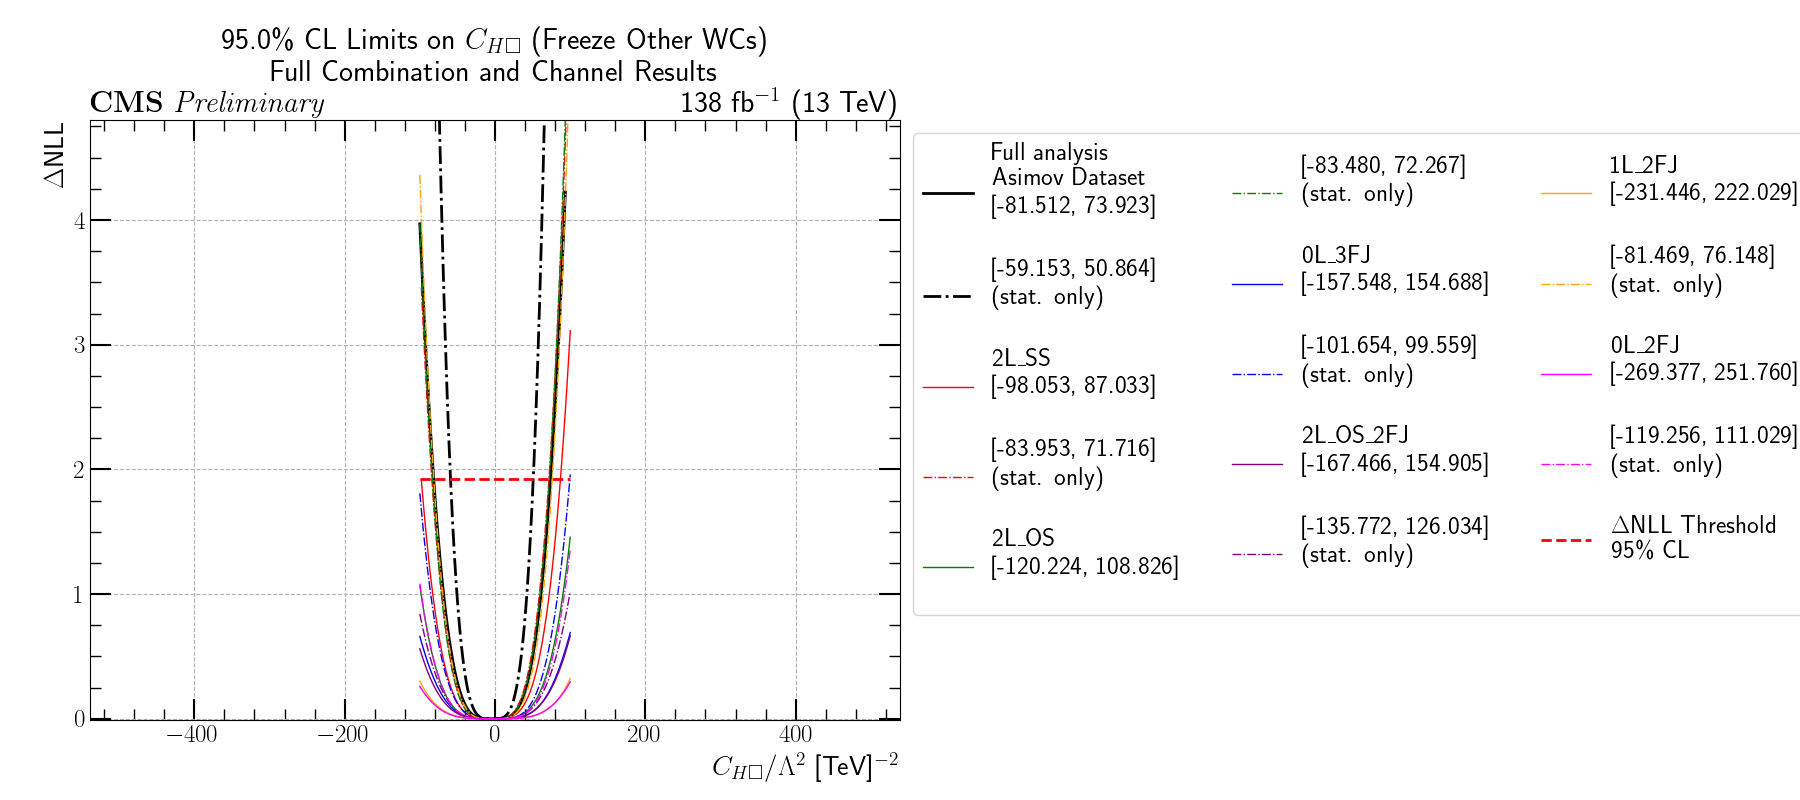 95.0% CL Limits on C_{H□} (Freeze Other WCs)
Full Combination and Channel Results
CMS Preliminary
138 fb^{−1} (13 TeV)
ΔNLL
4
3
2
1
0
−400
−200
0
200
400
C_{H□}/Λ^2 [TeV]^{−2}
Full analysis
Asimov Dataset
[-81.512, 73.923]
[-59.153, 50.864]
(stat. only)
2L_SS
[-98.053, 87.033]
[-83.953, 71.716]
(stat. only)
2L_OS
[-120.224, 108.826]
[-83.480, 72.267]
(stat. only)
0L_3FJ
[-157.548, 154.688]
[-101.654, 99.559]
(stat. only)
2L_OS_2FJ
[-167.466, 154.905]
[-135.772, 126.034]
(stat. only)
1L_2FJ
[-231.446, 222.029]
[-81.469, 76.148]
(stat. only)
0L_2FJ
[-269.377, 251.760]
[-119.256, 111.029]
(stat. only)
ΔNLL Threshold
95% CL